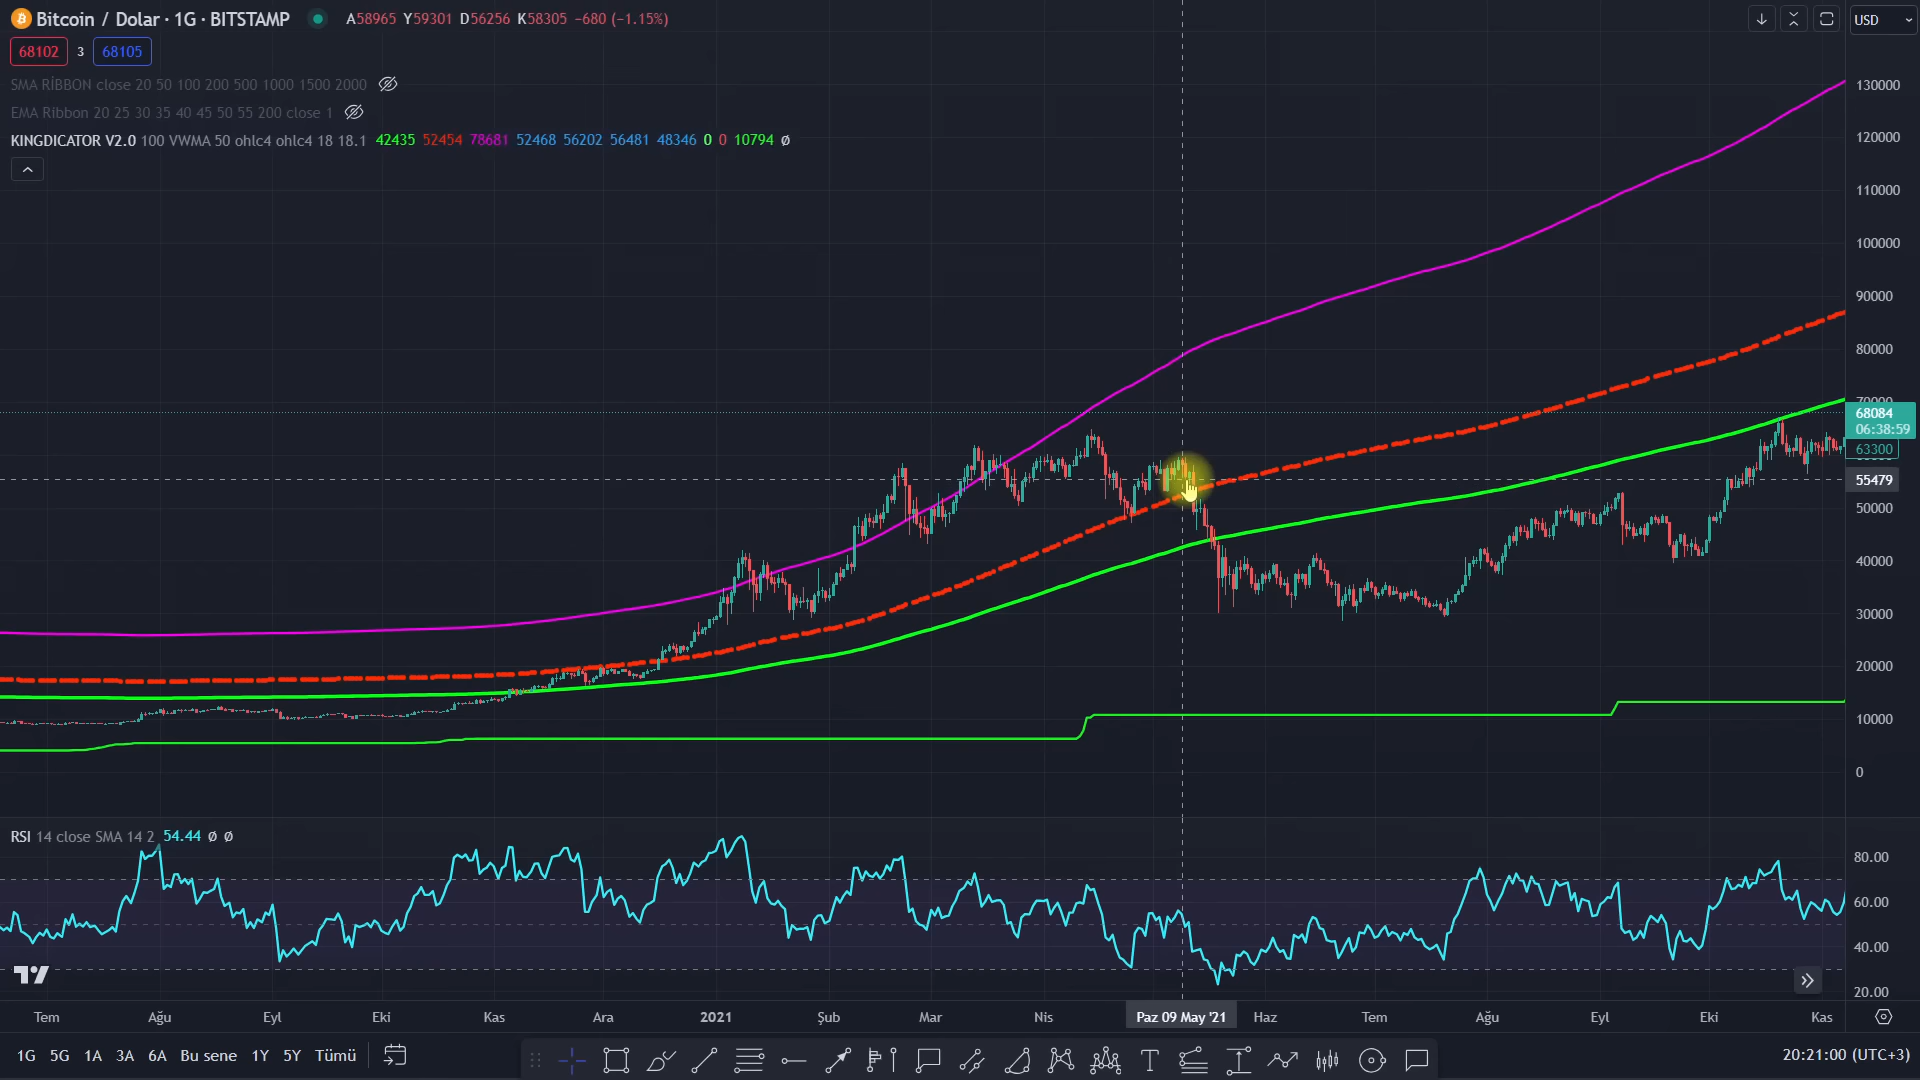 Bitcoin / Dolar · 1G · BITSTAMP A58965 Y59301 D56256 K58305 −680 (−1.15%)
USD
68102 3 68105
SMA RİBBON close 20 50 100 200 500 1000 1500 2000
EMA Ribbon 20 25 30 35 40 45 50 55 200 close 1
KINGDICATOR V2.0 100 VWMA 50 ohlc4 ohlc4 18 18.1 42435 52454 78681 52468 56202 56481 48346 0 0 10794 ø
130000
120000
110000
100000
90000
80000
68084
06:38:59
63300
55479
50000
40000
30000
20000
10000
0
RSI 14 close SMA 14 2 54.44 ø ø
80.00
60.00
40.00
20.00
Tem Ağu Eyl Eki Kas Ara 2021 Şub Mar Nis Paz 09 May '21 Haz Tem Ağu Eyl Eki Kas
1G 5G 1A 3A 6A Bu sene 1Y 5Y Tümü
20:21:00 (UTC+3)